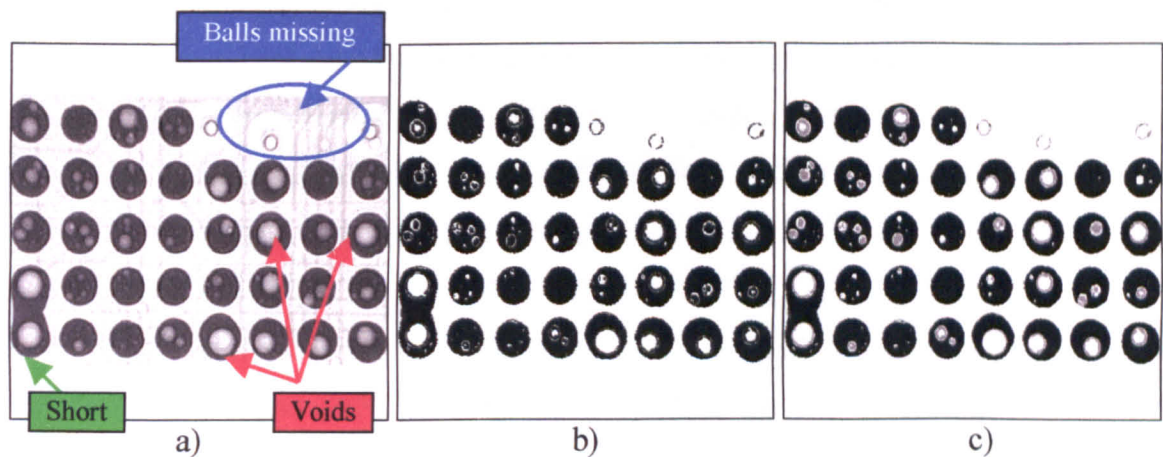 Balls missing
Short
Voids
a)
b)
c)